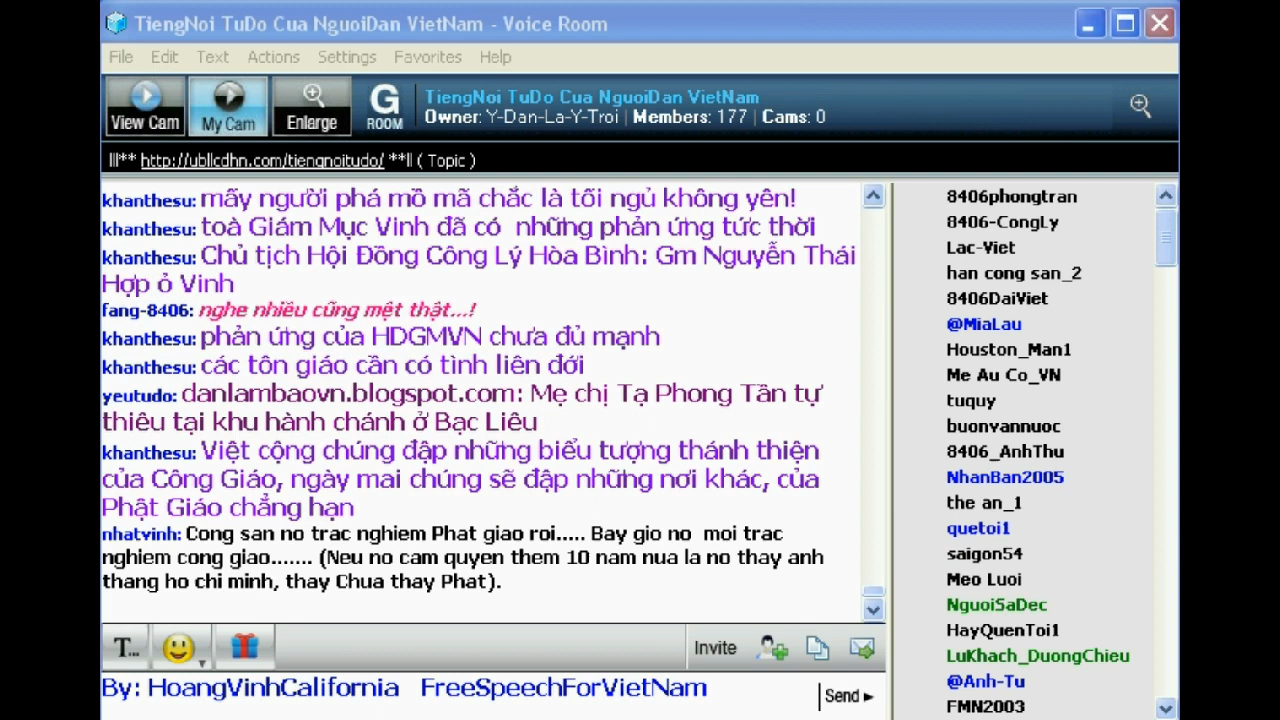 TiengNoi TuDo Cua NguoiDan VietNam - Voice Room
File Edit Text Actions Settings Favorites Help
View Cam My Cam Enlarge G ROOM
TiengNoi TuDo Cua NguoiDan VietNam
Owner: Y-Dan-La-Y-Troi | Members: 177 | Cams: 0
lll** http://ubllcdhn.com/tiengnoitudo/ **ll ( Topic )
khanthesu: mấy người phá mồ mã chắc là tối ngủ không yên!
khanthesu: toà Giám Mục Vinh đã có những phản ứng tức thời
khanthesu: Chủ tịch Hội Đồng Công Lý Hòa Bình: Gm Nguyễn Thái
Hợp ỏ Vinh
fang-8406: nghe nhiều cũng mệt thật...!
khanthesu: phản ứng của HDGMVN chưa đủ mạnh
khanthesu: các tôn giáo cần có tình liên đới
yeutudo: danlambaovn.blogspot.com: Mẹ chị Tạ Phong Tần tự
thiêu tại khu hành chánh ở Bạc Liêu
khanthesu: Việt cộng chúng đập những biểu tượng thánh thiện
của Công Giáo, ngày mai chúng sẽ đập những nơi khác, của
Phật Giáo chẳng hạn
nhatvinh: Cong san no trac nghiem Phat giao roi..... Bay gio no moi trac
nghiem cong giao....... (Neu no cam quyen them 10 nam nua la no thay anh
thang ho chi minh, thay Chua thay Phat).
T... Invite
By: HoangVinhCalifornia FreeSpeechForVietNam
Send
8406phongtran
8406-CongLy
Lac-Viet
han cong san_2
8406DaiViet
@MiaLau
Houston_Man1
Me Au Co_VN
tuquy
buonvannuoc
8406_AnhThu
NhanBan2005
the an_1
quetoi1
saigon54
Meo Luoi
NguoiSaDec
HayQuenToi1
LuKhach_DuongChieu
@Anh-Tu
FMN2003